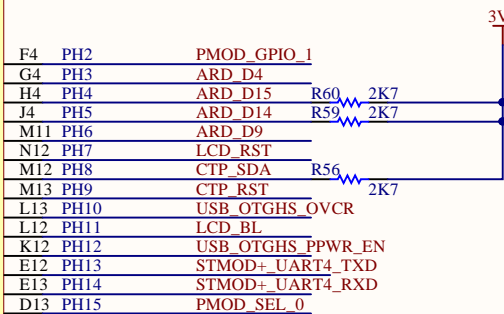 3V
F4 PH2 PMOD_GPIO_1
G4 PH3 ARD_D4
H4 PH4 ARD_D15 R60 2K7
J4 PH5 ARD_D14 R59 2K7
M11 PH6 ARD_D9
N12 PH7 LCD_RST
M12 PH8 CTP_SDA R56
M13 PH9 CTP_RST 2K7
L13 PH10 USB_OTGHS_OVCR
L12 PH11 LCD_BL
K12 PH12 USB_OTGHS_PPWR_EN
E12 PH13 STMOD+_UART4_TXD
E13 PH14 STMOD+_UART4_RXD
D13 PH15 PMOD_SEL_0